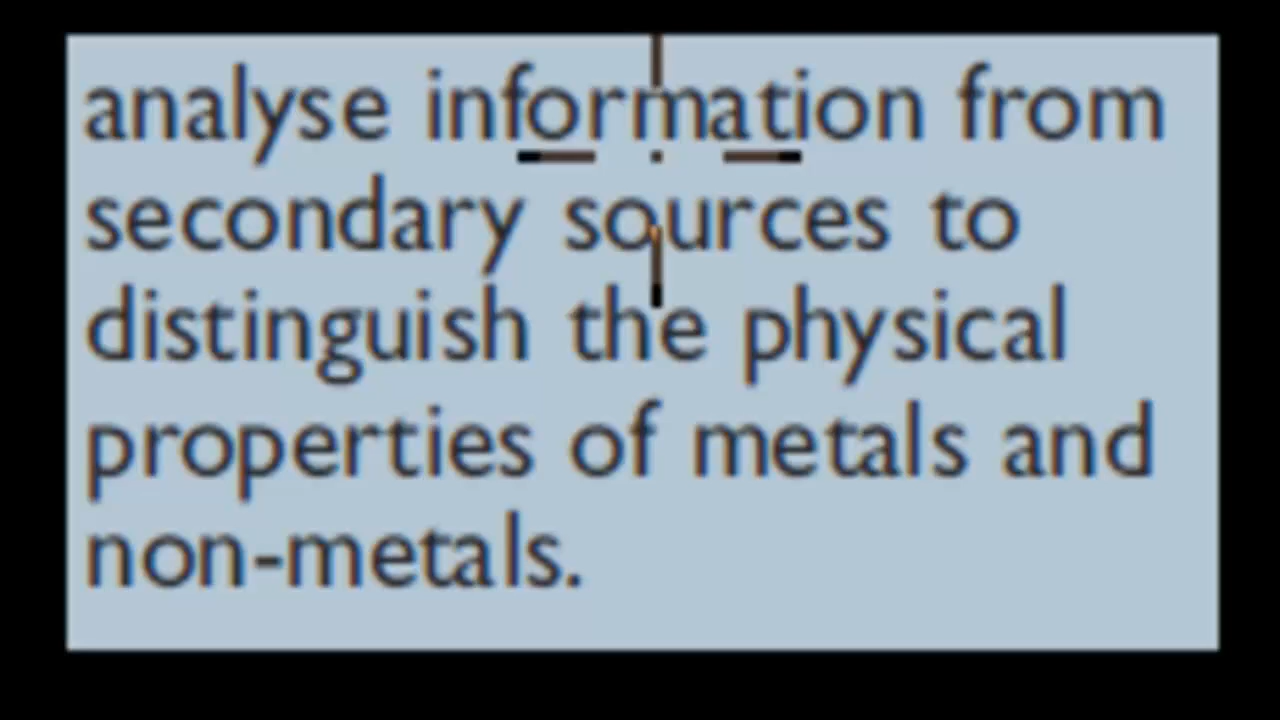 analyse information from
secondary sources to
distinguish the physical
properties of metals and
non-metals.